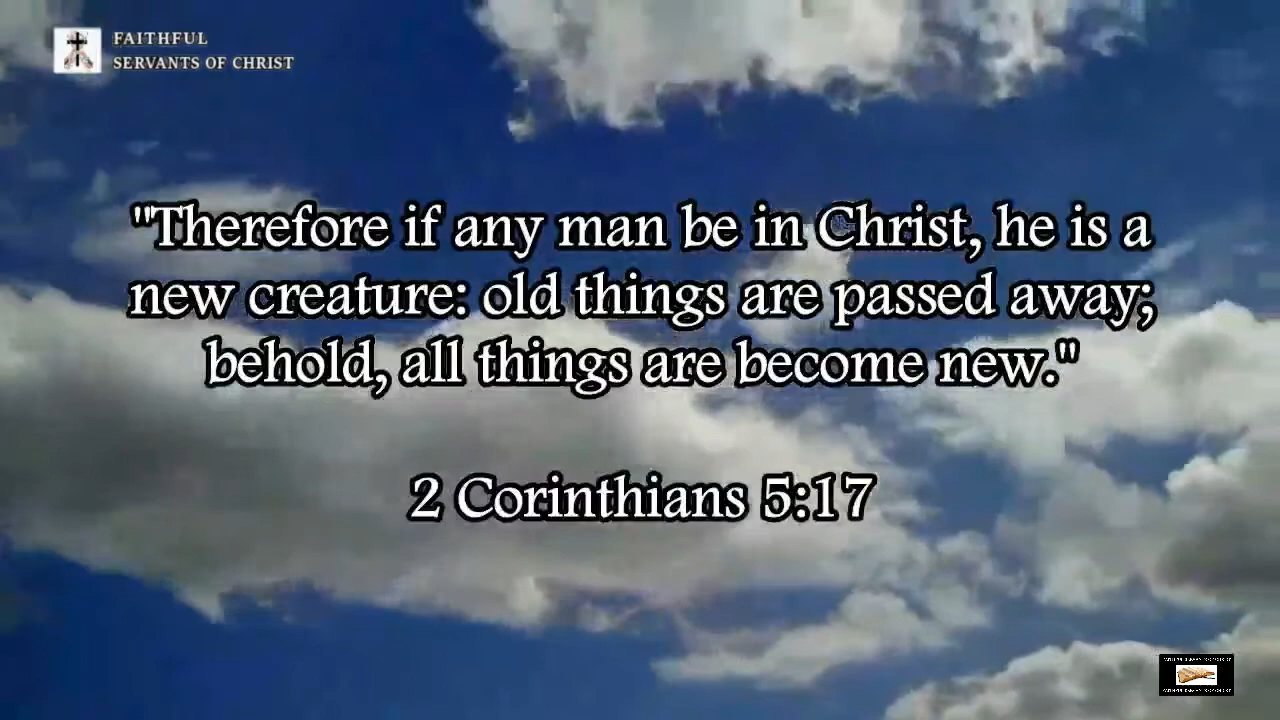 FAITHFUL
SERVANTS OF CHRIST
"Therefore if any man be in Christ, he is a
new creature: old things are passed away;
behold, all things are become new."
2 Corinthians 5:17